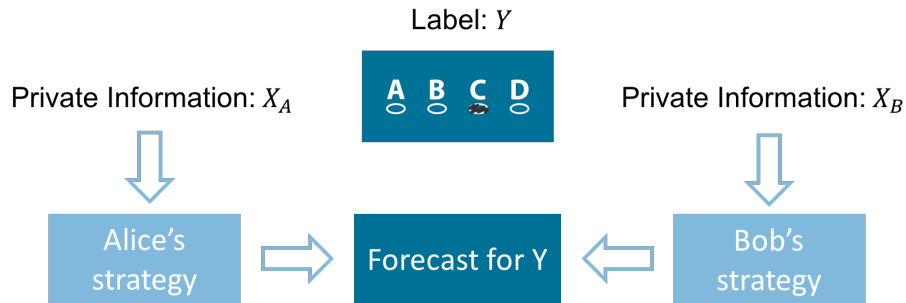 Label: Y
Private Information: X_A
Private Information: X_B
A B C D
Alice's
strategy
Forecast for Y
Bob's
strategy